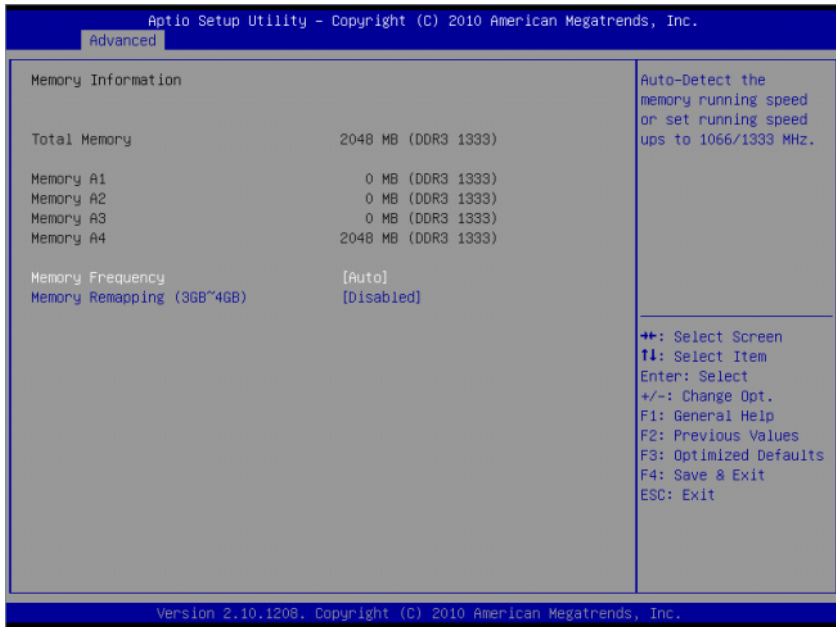 Aptio Setup Utility – Copyright (C) 2010 American Megatrends, Inc.
Advanced
Memory Information
Total Memory 2048 MB (DDR3 1333)
Memory A1 0 MB (DDR3 1333)
Memory A2 0 MB (DDR3 1333)
Memory A3 0 MB (DDR3 1333)
Memory A4 2048 MB (DDR3 1333)
Memory Frequency [Auto]
Memory Remapping (3GB~4GB) [Disabled]
Auto-Detect the
memory running speed
or set running speed
ups to 1066/1333 MHz.
→←: Select Screen
↑↓: Select Item
Enter: Select
+/-: Change Opt.
F1: General Help
F2: Previous Values
F3: Optimized Defaults
F4: Save & Exit
ESC: Exit
Version 2.10.1208. Copyright (C) 2010 American Megatrends, Inc.